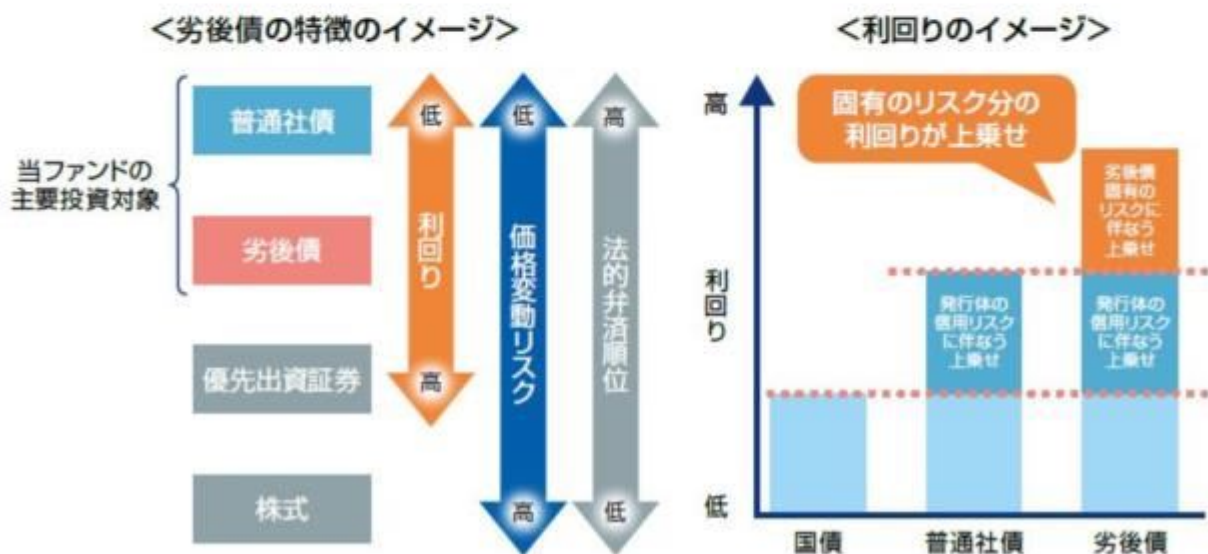 ＜劣後債の特徴のイメージ＞
普通社債
当ファンドの
主要投資対象
劣後債
優先出資証券
株式
低
利回り
高
低
価格変動リスク
高
高
法的弁済順位
低
＜利回りのイメージ＞
高
利回り
低
固有のリスク分の
利回りが上乗せ
劣後債
固有の
リスクに
伴なう
上乗せ
発行体の
信用リスク
に伴なう
上乗せ
発行体の
信用リスク
に伴なう
上乗せ
国債
普通社債
劣後債